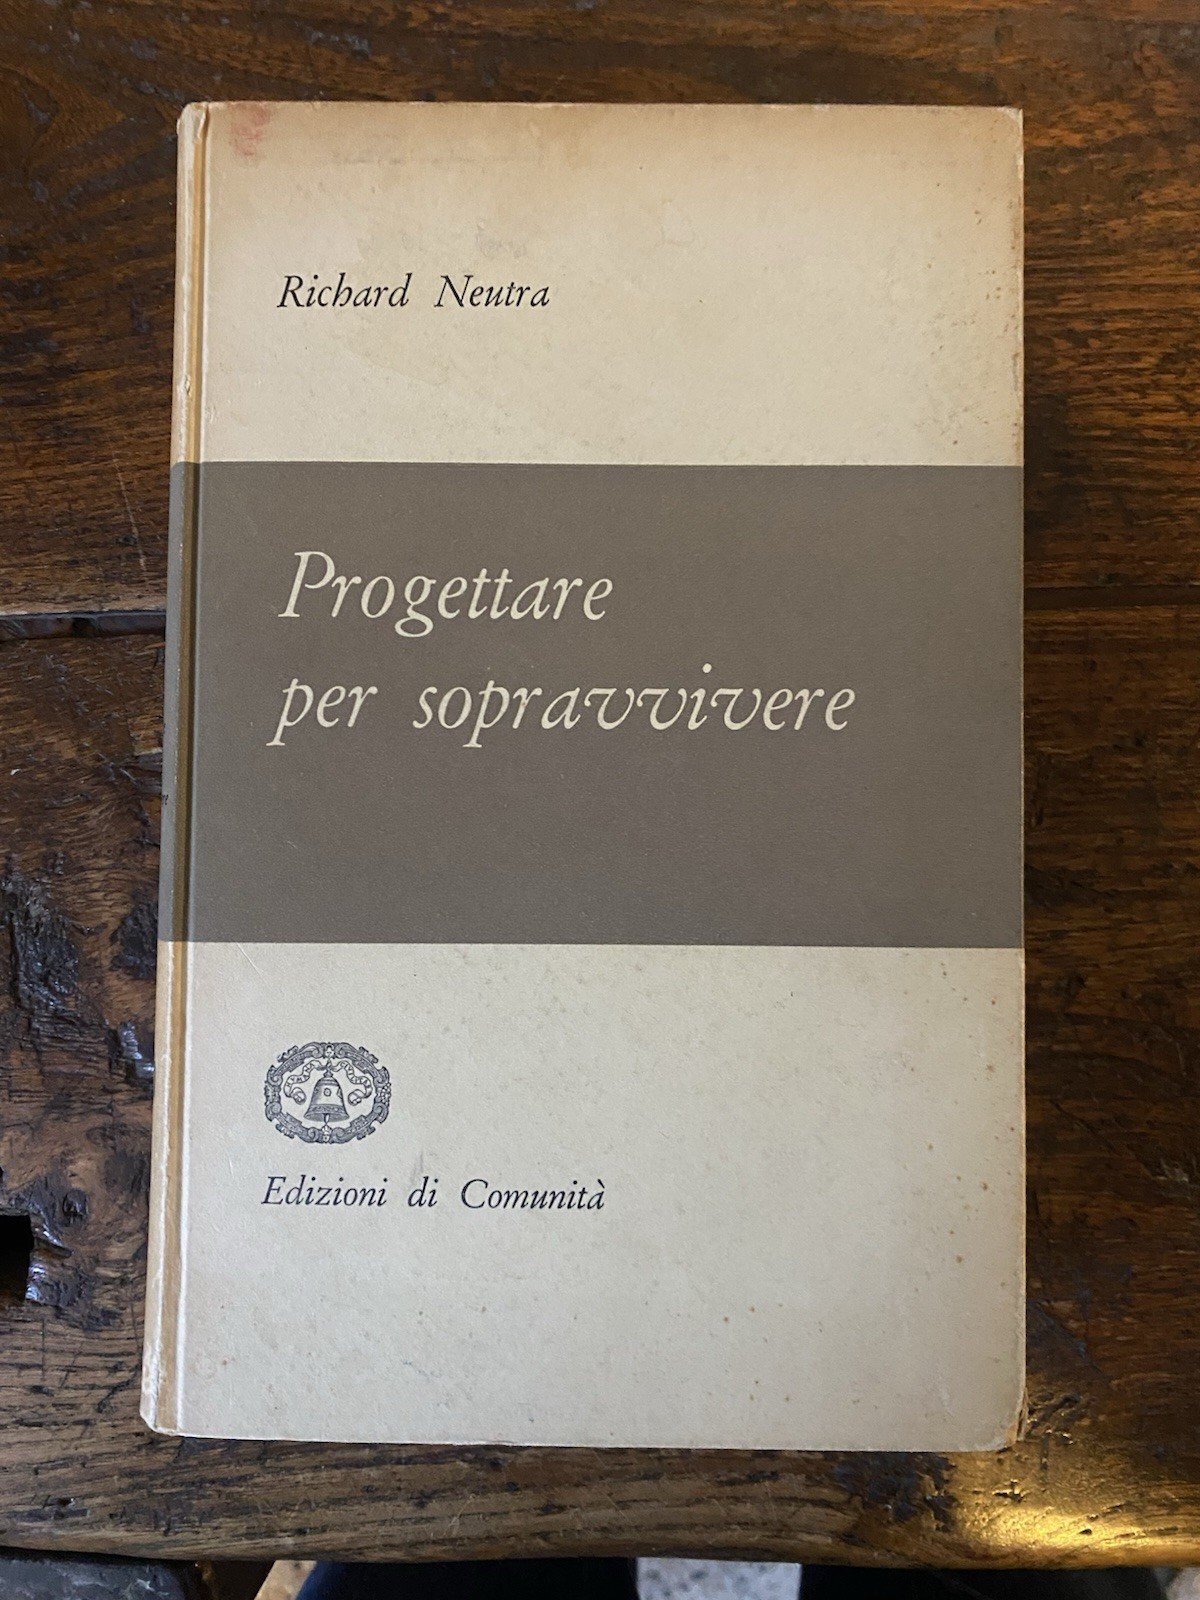 Richard Neutra
Progettare
per sopravvivere
Edizioni di Comunità